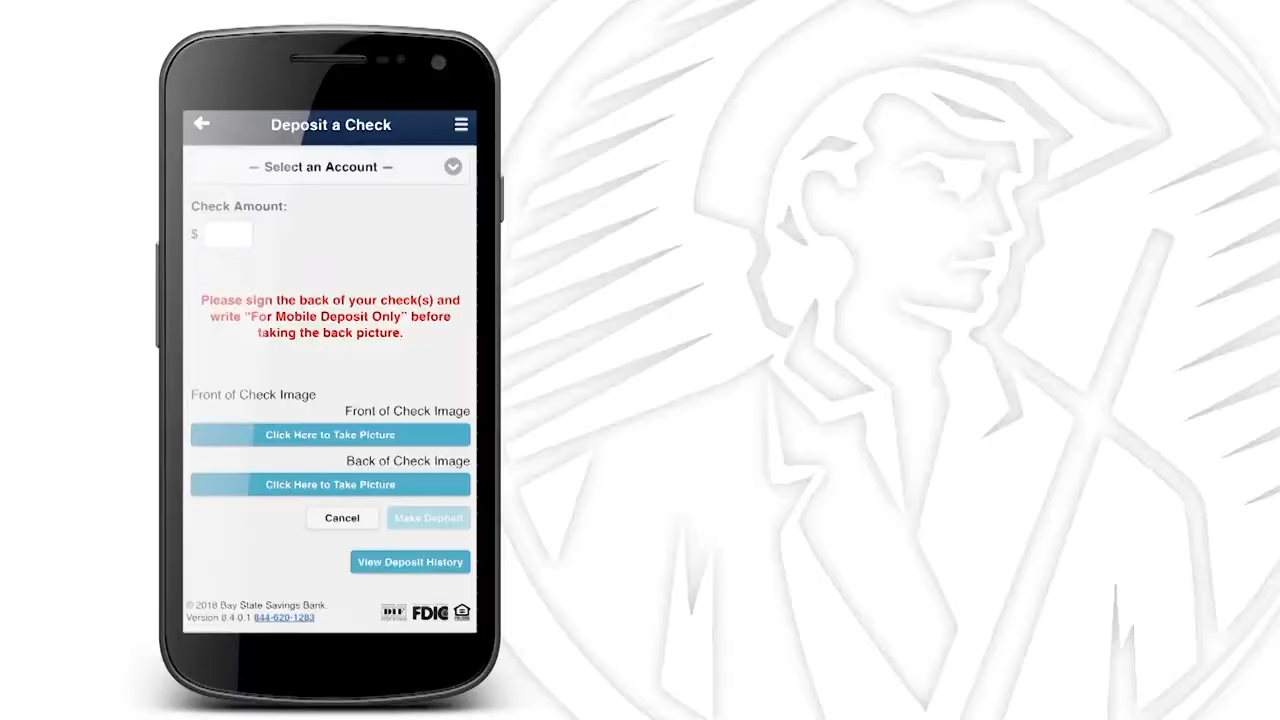 Deposit a Check
— Select an Account —
Check Amount:
$
Please sign the back of your check(s) and
write “For Mobile Deposit Only” before
taking the back picture.
Front of Check Image
Front of Check Image
Click Here to Take Picture
Back of Check Image
Click Here to Take Picture
Cancel
Make Deposit
View Deposit History
© 2018 Bay State Savings Bank.
Version 8.4.0.1 844-620-1283
DIF FDIC